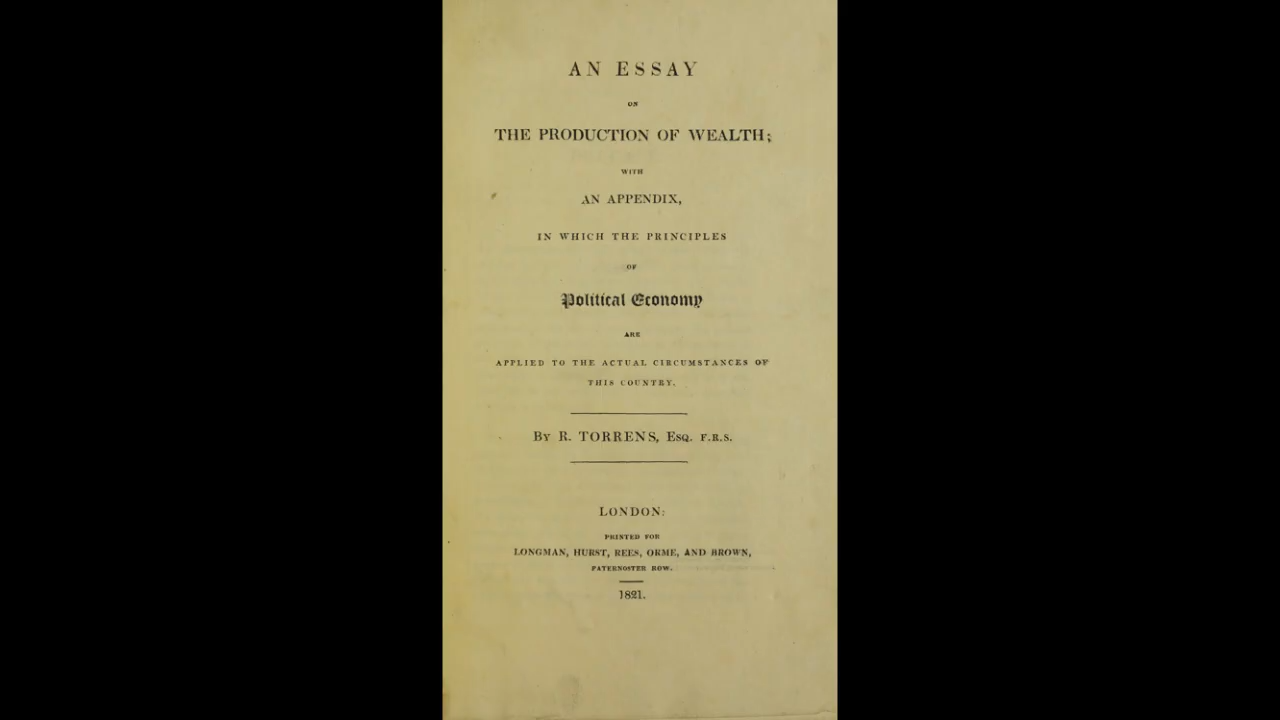 AN ESSAY
ON
THE PRODUCTION OF WEALTH;
WITH
AN APPENDIX,
IN WHICH THE PRINCIPLES
OF
Political Economy
ARE
APPLIED TO THE ACTUAL CIRCUMSTANCES OF
THIS COUNTRY.
BY R. TORRENS, ESQ. F.R.S.
LONDON:
PRINTED FOR
LONGMAN, HURST, REES, ORME, AND BROWN,
PATERNOSTER ROW.
1821.